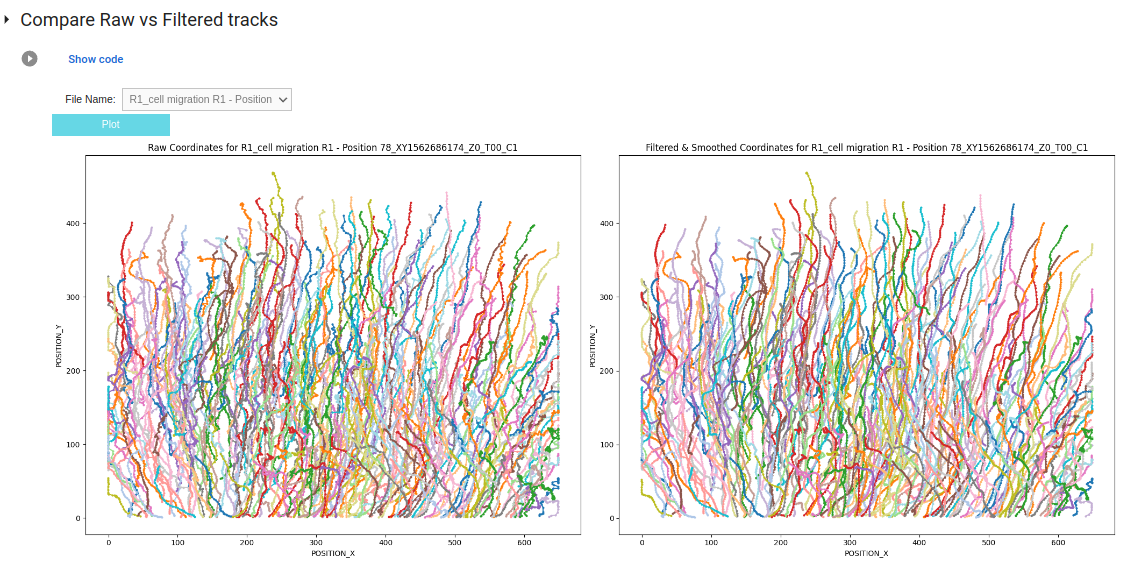 Compare Raw vs Filtered tracks
Show code
File Name: R1_cell migration R1 - Position
Plot
Raw Coordinates for R1_cell migration R1 - Position 78_XY1562686174_Z0_T00_C1
POSITION_Y
400
300
200
100
0
0 100 200 300 400 500 600
POSITION_X
Filtered & Smoothed Coordinates for R1_cell migration R1 - Position 78_XY1562686174_Z0_T00_C1
POSITION_Y
400
300
200
100
0
0 100 200 300 400 500 600
POSITION_X